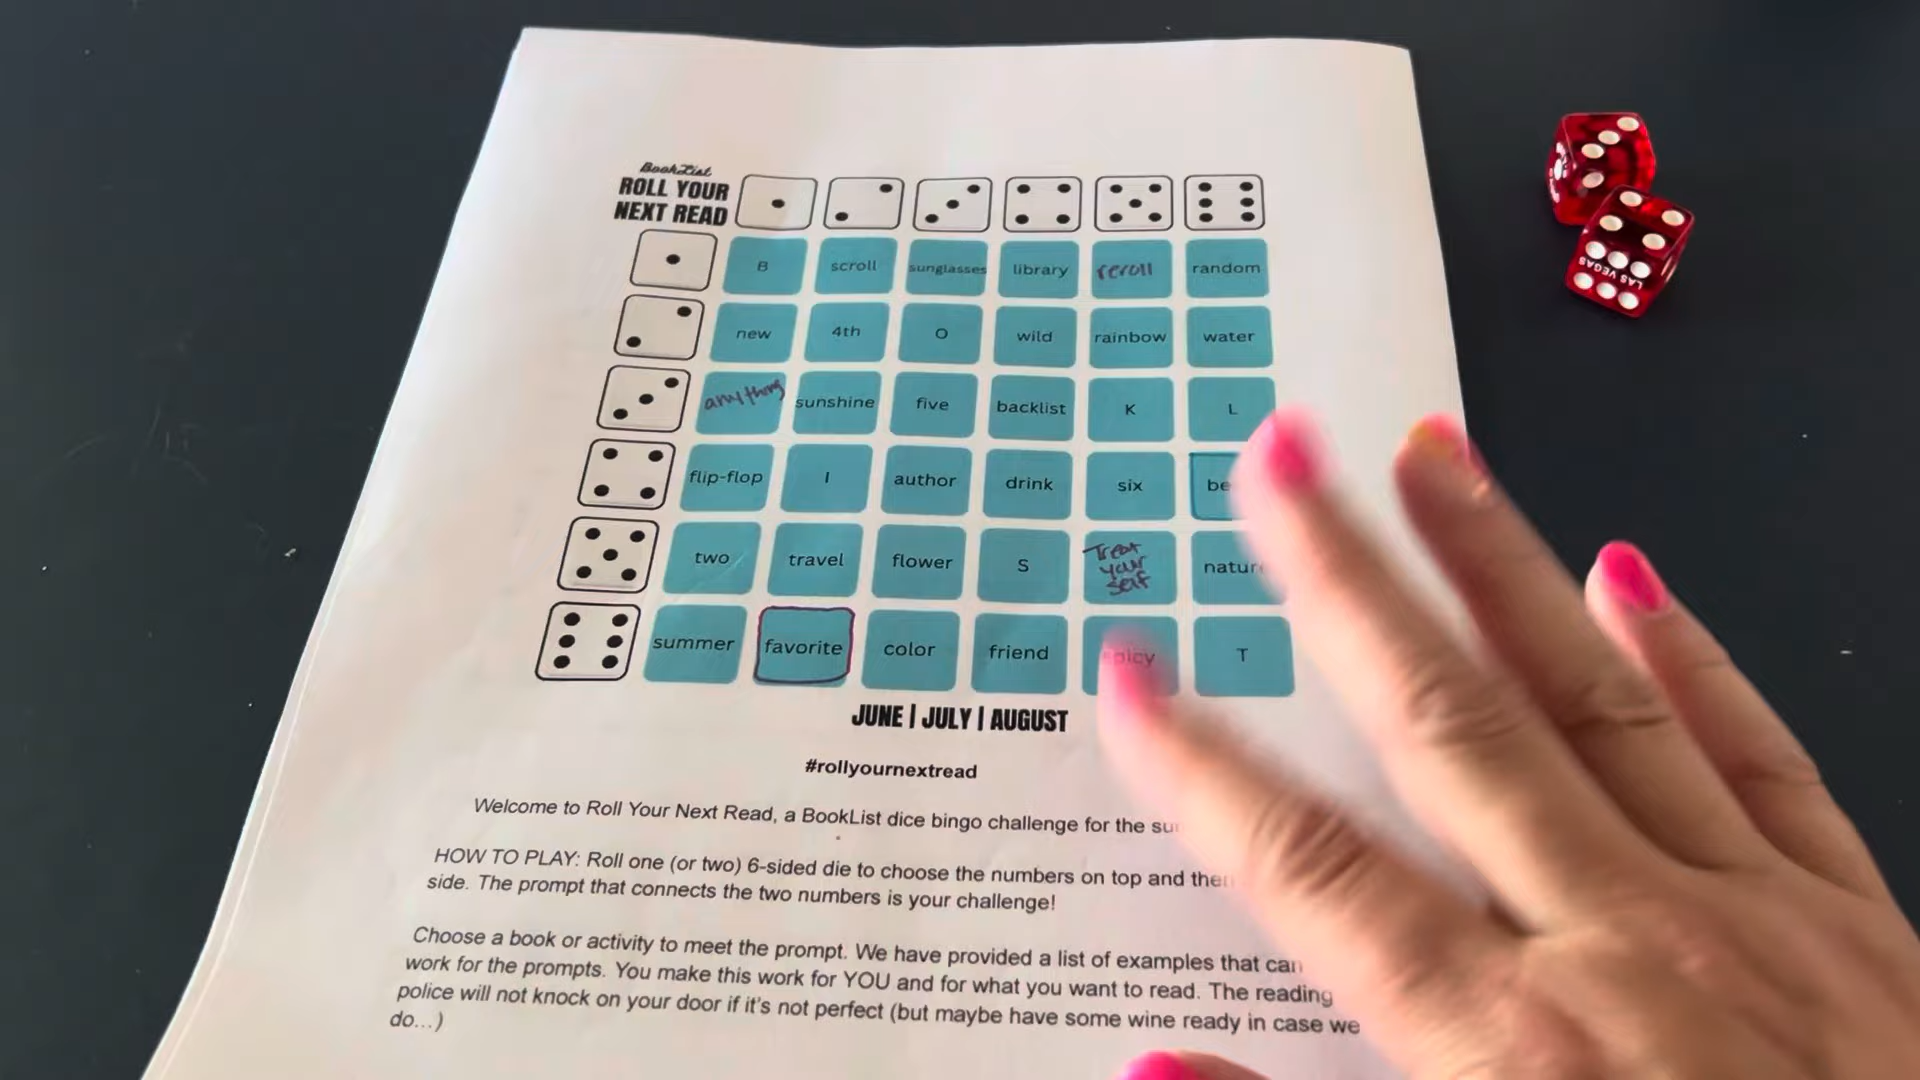 BookList
ROLL YOUR
NEXT READ
B scroll sunglasses library reroll random
new 4th O wild rainbow water
anything sunshine five backlist K L
flip-flop I author drink six
two travel flower S Treat your self
summer favorite color friend spicy T
JUNE | JULY | AUGUST
#rollyournextread
Welcome to Roll Your Next Read, a BookList dice bingo challenge for the
HOW TO PLAY: Roll one (or two) 6-sided die to choose the numbers on top and then
side. The prompt that connects the two numbers is your challenge!
Choose a book or activity to meet the prompt. We have provided a list of examples that can
work for the prompts. You make this work for YOU and for what you want to read. The reading
police will not knock on your door if it's not perfect (but maybe have some wine ready in case we
do...)
LAS VEGAS